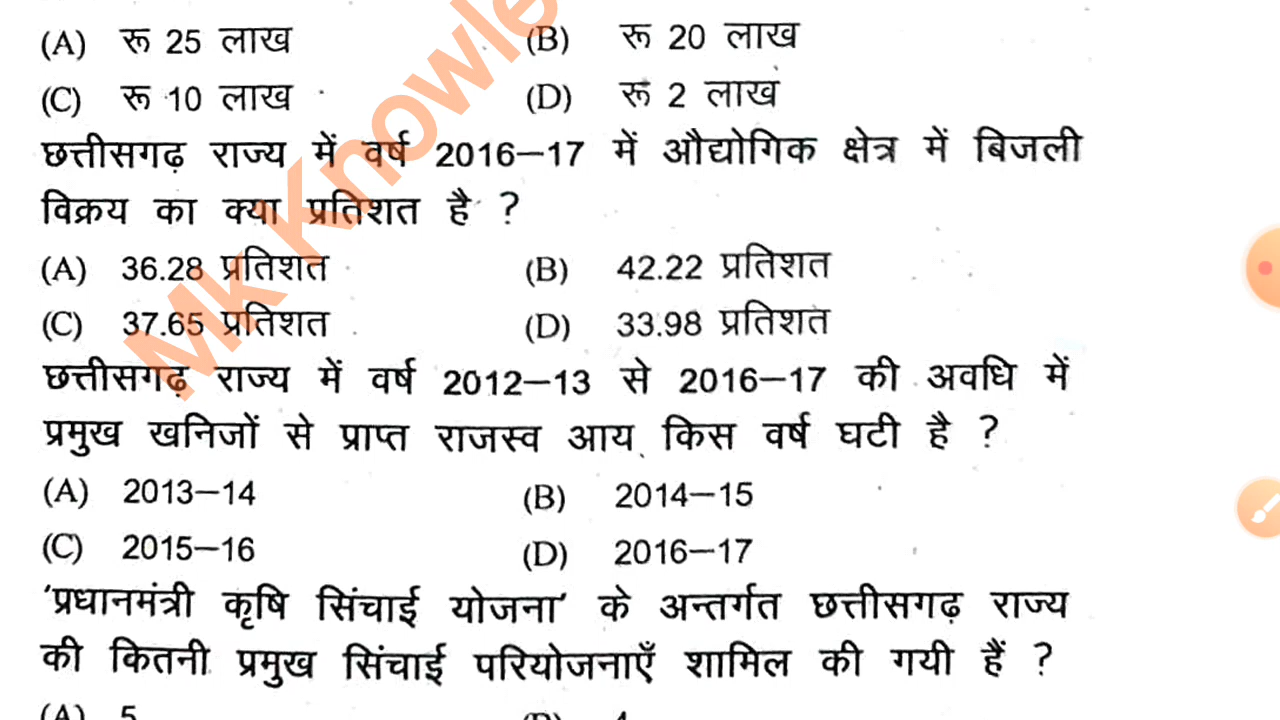 (A) रू 25 लाख (B) रू 20 लाख
(C) रू 10 लाख (D) रू 2 लाख
छत्तीसगढ़ राज्य में वर्ष 2016–17 में औद्योगिक क्षेत्र में बिजली
विक्रय का क्या प्रतिशत है ?
(A) 36.28 प्रतिशत (B) 42.22 प्रतिशत
(C) 37.65 प्रतिशत (D) 33.98 प्रतिशत
छत्तीसगढ़ राज्य में वर्ष 2012–13 से 2016–17 की अवधि में
प्रमुख खनिजों से प्राप्त राजस्व आय किस वर्ष घटी है ?
(A) 2013–14 (B) 2014–15
(C) 2015–16 (D) 2016–17
'प्रधानमंत्री कृषि सिंचाई योजना' के अन्तर्गत छत्तीसगढ़ राज्य
की कितनी प्रमुख सिंचाई परियोजनाएँ शामिल की गयी हैं ?
(A) 5 (B) 4
Mk Knowle